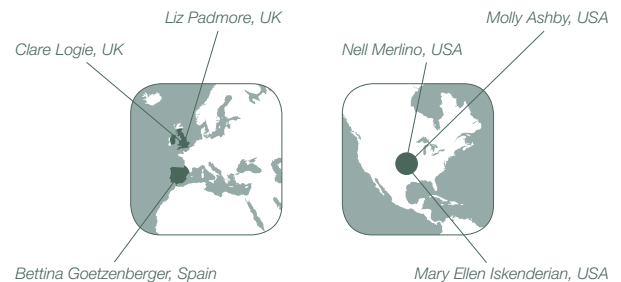 Liz Padmore, UK
Molly Ashby, USA
Clare Logie, UK
Nell Merlino, USA
Bettina Goetzenberger, Spain
Mary Ellen Iskenderian, USA